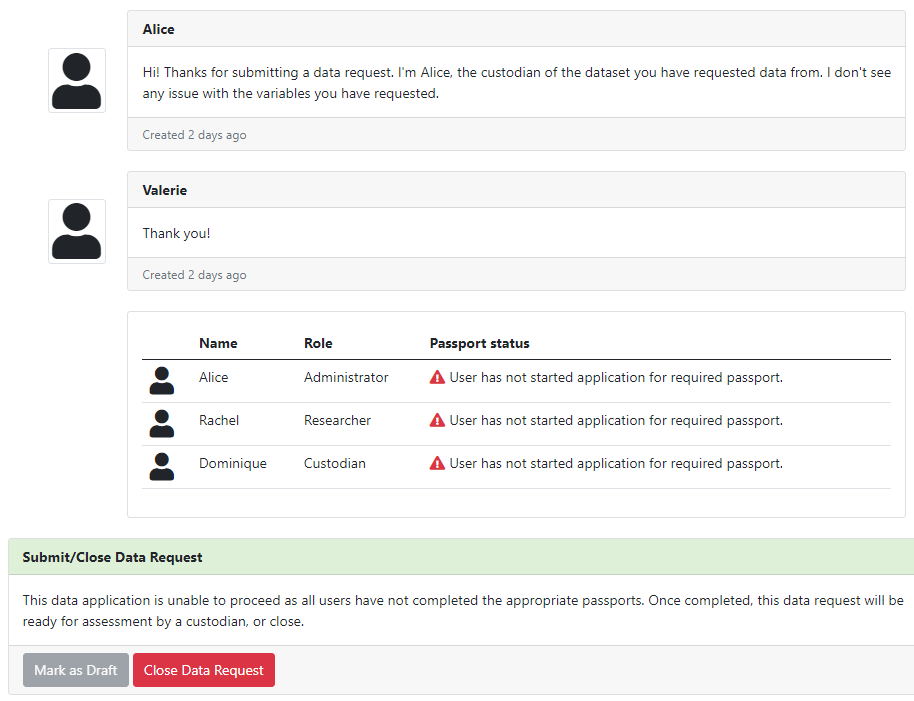 Alice
Hi! Thanks for submitting a data request. I'm Alice, the custodian of the dataset you have requested data from. I don't see
any issue with the variables you have requested.
Created 2 days ago
Valerie
Thank you!
Created 2 days ago
Name Role Passport status
Alice Administrator User has not started application for required passport.
Rachel Researcher User has not started application for required passport.
Dominique Custodian User has not started application for required passport.
Submit/Close Data Request
This data application is unable to proceed as all users have not completed the appropriate passports. Once completed, this data request will be
ready for assessment by a custodian, or close.
Mark as Draft Close Data Request